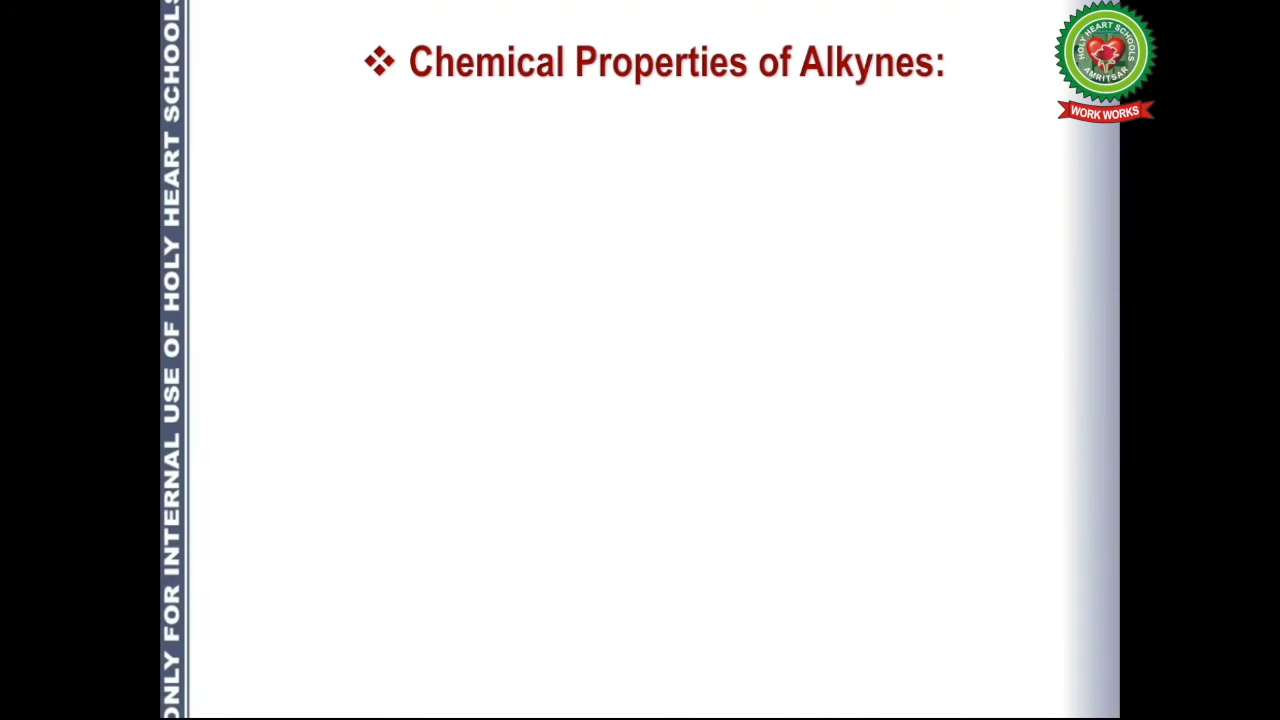 ❖ Chemical Properties of Alkynes:
HOLY HEART SCHOOLS
AMRITSAR
WORK WORKS
ONLY FOR INTERNAL USE OF HOLY HEART SCHOOLS